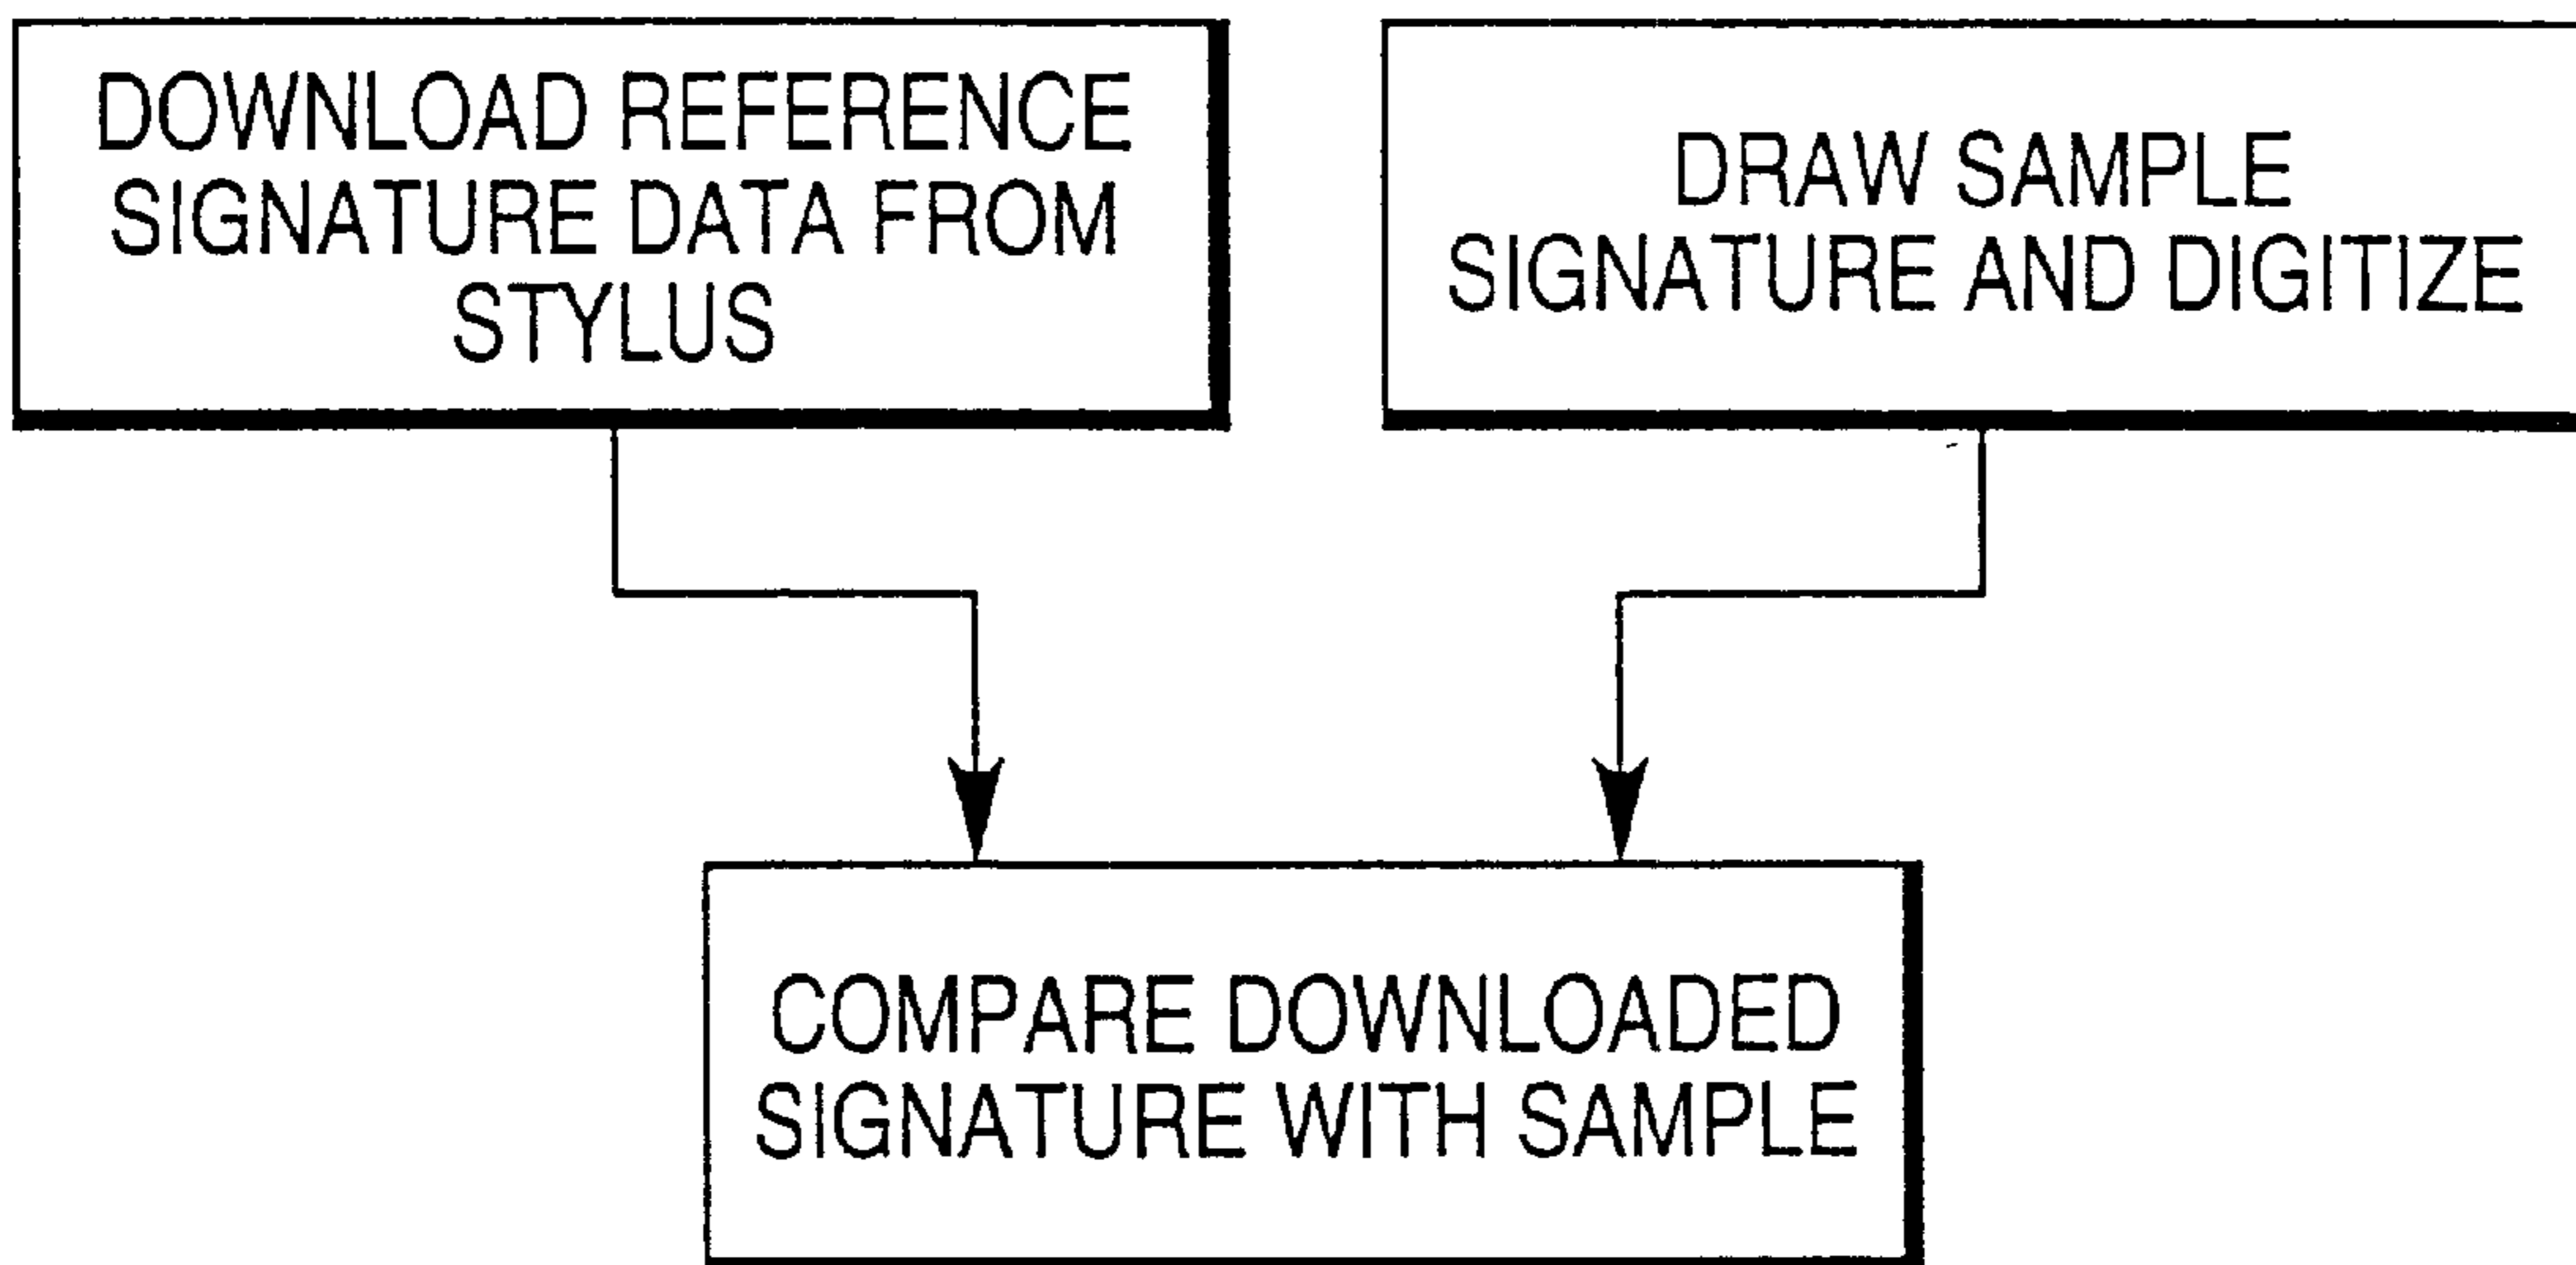 DOWNLOAD REFERENCE
SIGNATURE DATA FROM
STYLUS
DRAW SAMPLE
SIGNATURE AND DIGITIZE
COMPARE DOWNLOADED
SIGNATURE WITH SAMPLE